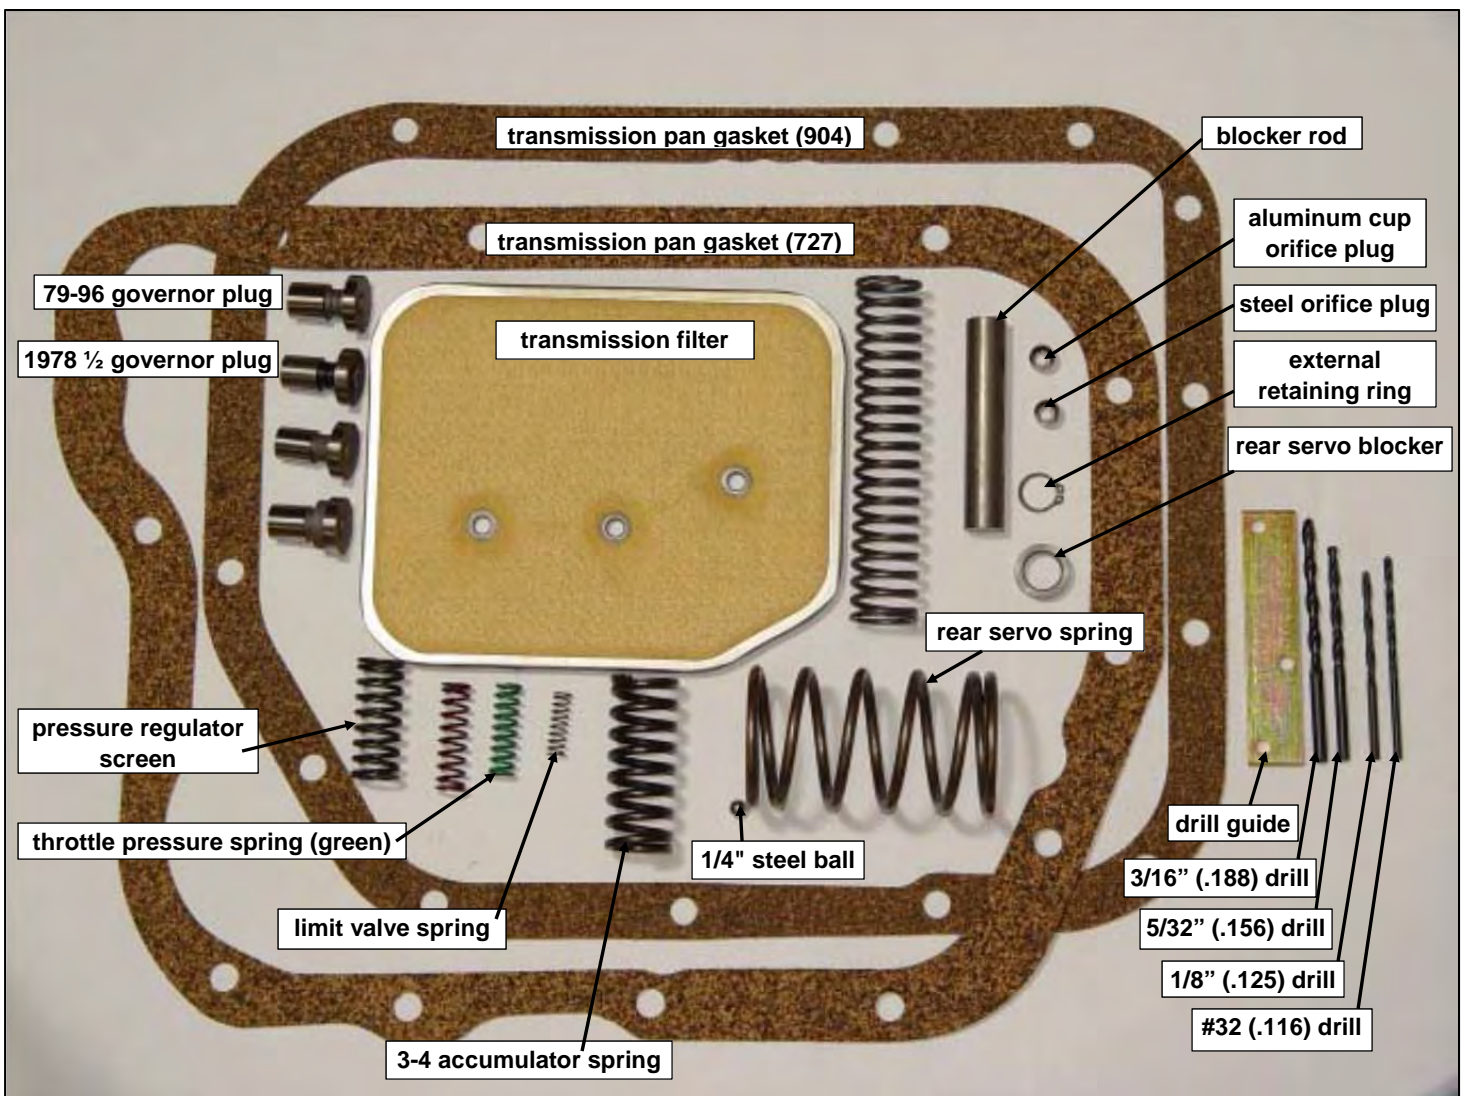 transmission pan gasket (904)
blocker rod
transmission pan gasket (727)
aluminum cup
orifice plug
79-96 governor plug
steel orifice plug
1978 ½ governor plug
transmission filter
external
retaining ring
rear servo blocker
rear servo spring
pressure regulator
screen
throttle pressure spring (green)
1/4" steel ball
drill guide
3/16” (.188) drill
limit valve spring
5/32” (.156) drill
1/8” (.125) drill
#32 (.116) drill
3-4 accumulator spring